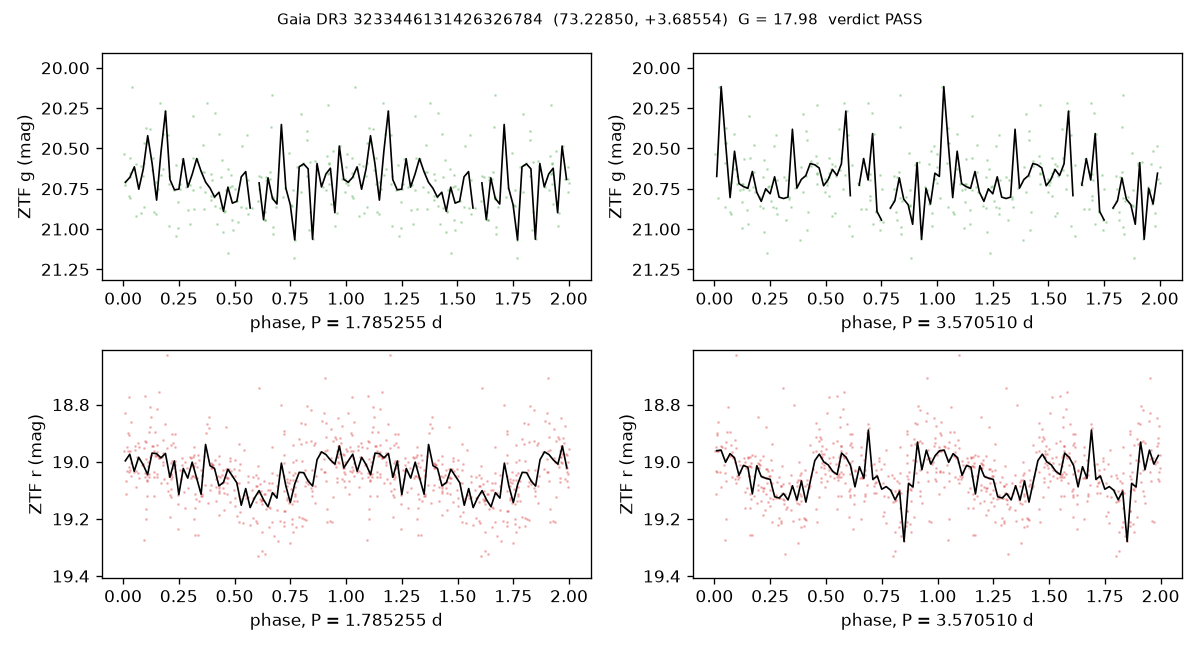 Gaia DR3 3233446131426326784 (73.22850, +3.68554) G = 17.98 verdict PASS
ZTF g (mag)
20.00
20.25
20.50
20.75
21.00
21.25
0.00 0.25 0.50 0.75 1.00 1.25 1.50 1.75 2.00
phase, P = 1.785255 d
ZTF g (mag)
20.00
20.25
20.50
20.75
21.00
21.25
0.00 0.25 0.50 0.75 1.00 1.25 1.50 1.75 2.00
phase, P = 3.570510 d
ZTF r (mag)
18.8
19.0
19.2
19.4
0.00 0.25 0.50 0.75 1.00 1.25 1.50 1.75 2.00
phase, P = 1.785255 d
ZTF r (mag)
18.8
19.0
19.2
19.4
0.00 0.25 0.50 0.75 1.00 1.25 1.50 1.75 2.00
phase, P = 3.570510 d